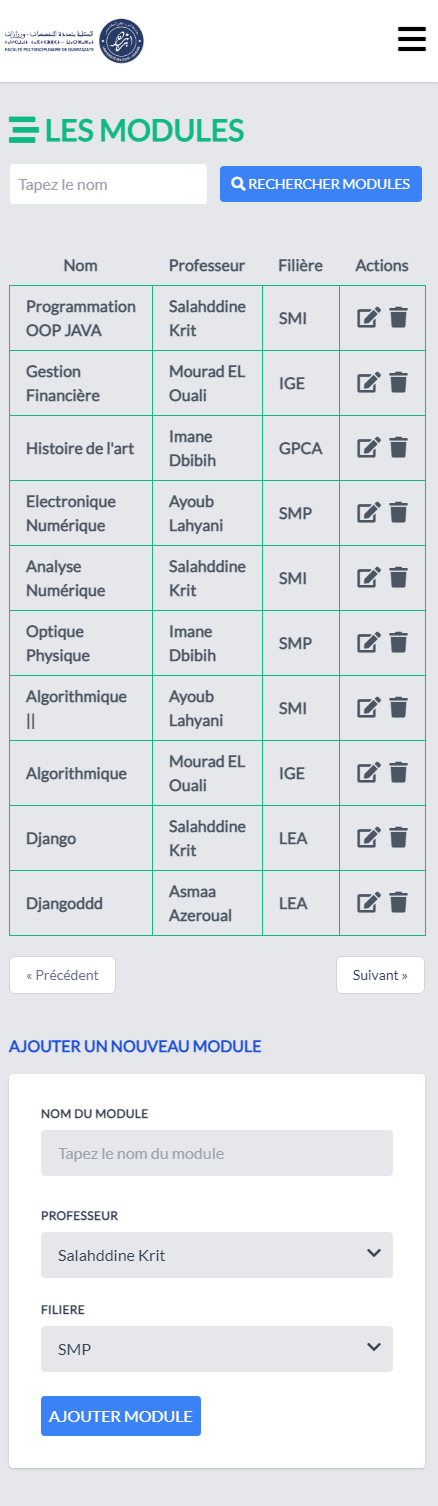 الكلية متعددة التخصصات - ورزازات
FACULTÉ POLYDISCIPLINAIRE DE OUARZAZATE
LES MODULES
Tapez le nom
RECHERCHER MODULES
Nom Professeur Filière Actions
Programmation OOP JAVA Salahddine Krit SMI
Gestion Financière Mourad EL Ouali IGE
Histoire de l'art Imane Dbibih GPCA
Electronique Numérique Ayoub Lahyani SMP
Analyse Numérique Salahddine Krit SMI
Optique Physique Imane Dbibih SMP
Algorithmique || Ayoub Lahyani SMI
Algorithmique Mourad EL Ouali IGE
Django Salahddine Krit LEA
Djangoddd Asmaa Azeroual LEA
« Précédent
Suivant »
AJOUTER UN NOUVEAU MODULE
NOM DU MODULE
Tapez le nom du module
PROFESSEUR
Salahddine Krit
FILIERE
SMP
AJOUTER MODULE